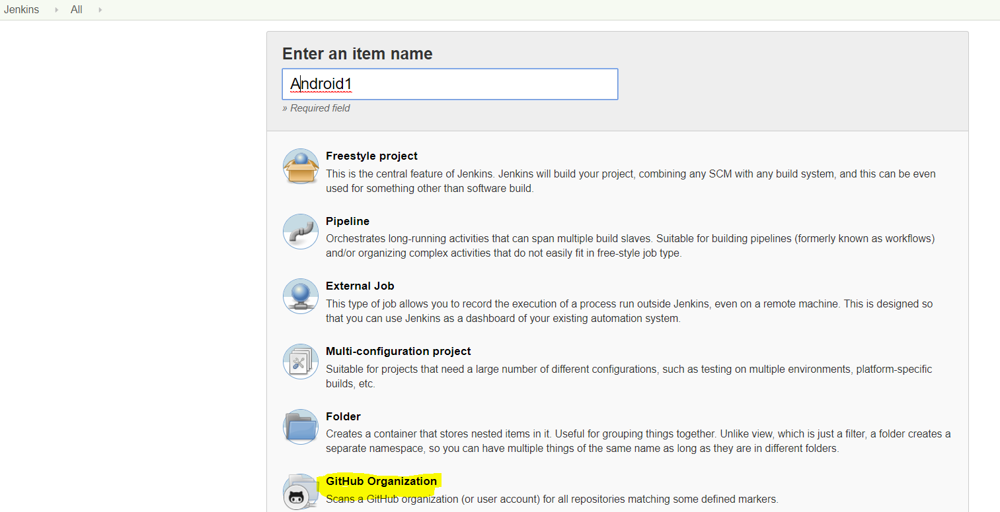 Jenkins All
Enter an item name
Android1
» Required field
Freestyle project
This is the central feature of Jenkins. Jenkins will build your project, combining any SCM with any build system, and this can be even
used for something other than software build.
Pipeline
Orchestrates long-running activities that can span multiple build slaves. Suitable for building pipelines (formerly known as workflows)
and/or organizing complex activities that do not easily fit in free-style job type.
External Job
This type of job allows you to record the execution of a process run outside Jenkins, even on a remote machine. This is designed so
that you can use Jenkins as a dashboard of your existing automation system.
Multi-configuration project
Suitable for projects that need a large number of different configurations, such as testing on multiple environments, platform-specific
builds, etc.
Folder
Creates a container that stores nested items in it. Useful for grouping things together. Unlike view, which is just a filter, a folder creates a
separate namespace, so you can have multiple things of the same name as long as they are in different folders.
GitHub Organization
Scans a GitHub organization (or user account) for all repositories matching some defined markers.